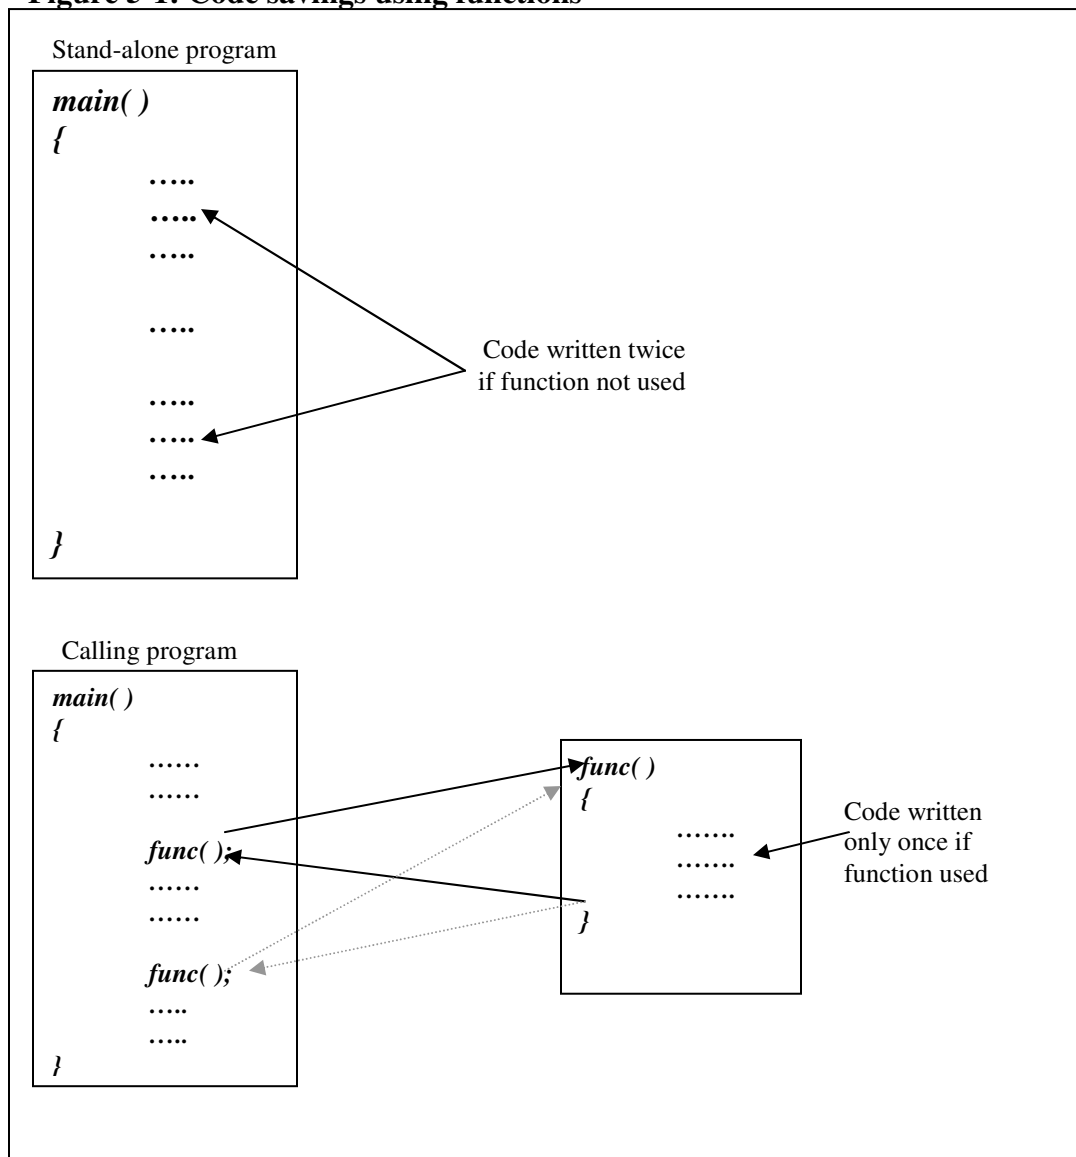 Figure 5-1: Code savings using functions
Stand-alone program
main( )
{
…..
…..
…..
…..
…..
…..
…..
}
Code written twice
if function not used
Calling program
main( )
{
……
……
func( );
……
……
func( );
…..
…..
}
func( )
{
…….
…….
…….
}
Code written
only once if
function used